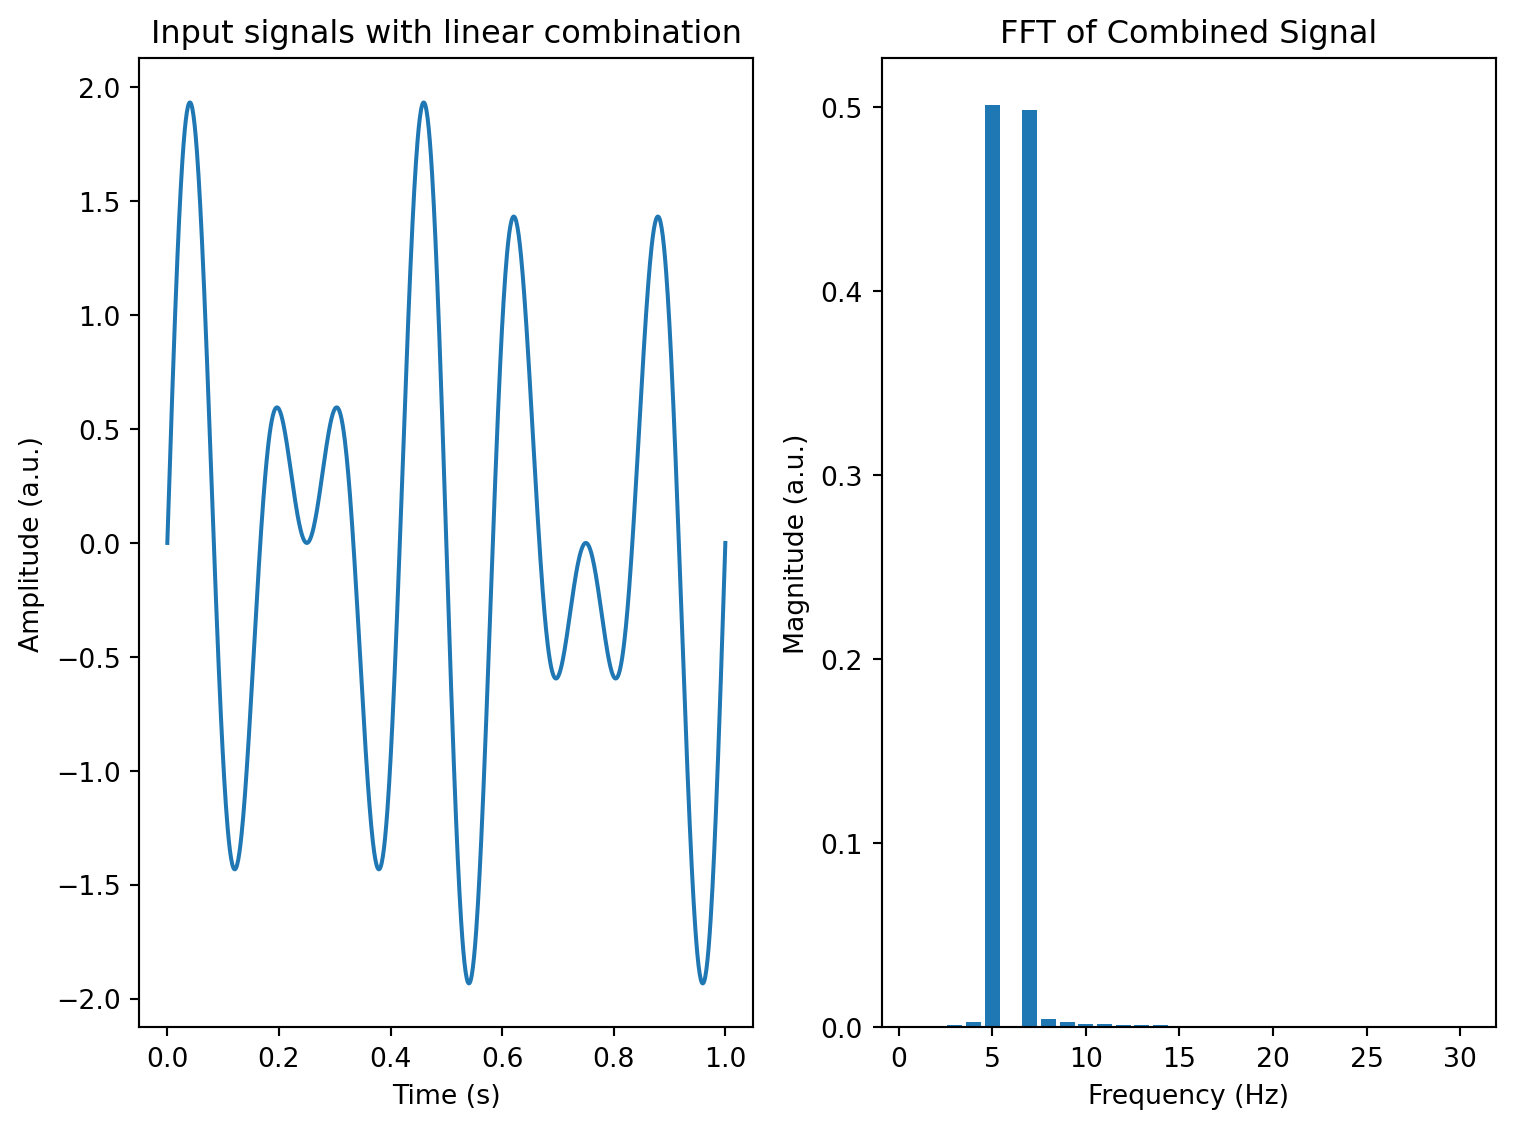 Input signals with linear combination
2.0
1.5
1.0
0.5
0.0
−0.5
−1.0
−1.5
−2.0
Amplitude (a.u.)
0.0 0.2 0.4 0.6 0.8 1.0
Time (s)
FFT of Combined Signal
0.5
0.4
0.3
0.2
0.1
0.0
Magnitude (a.u.)
0 5 10 15 20 25 30
Frequency (Hz)